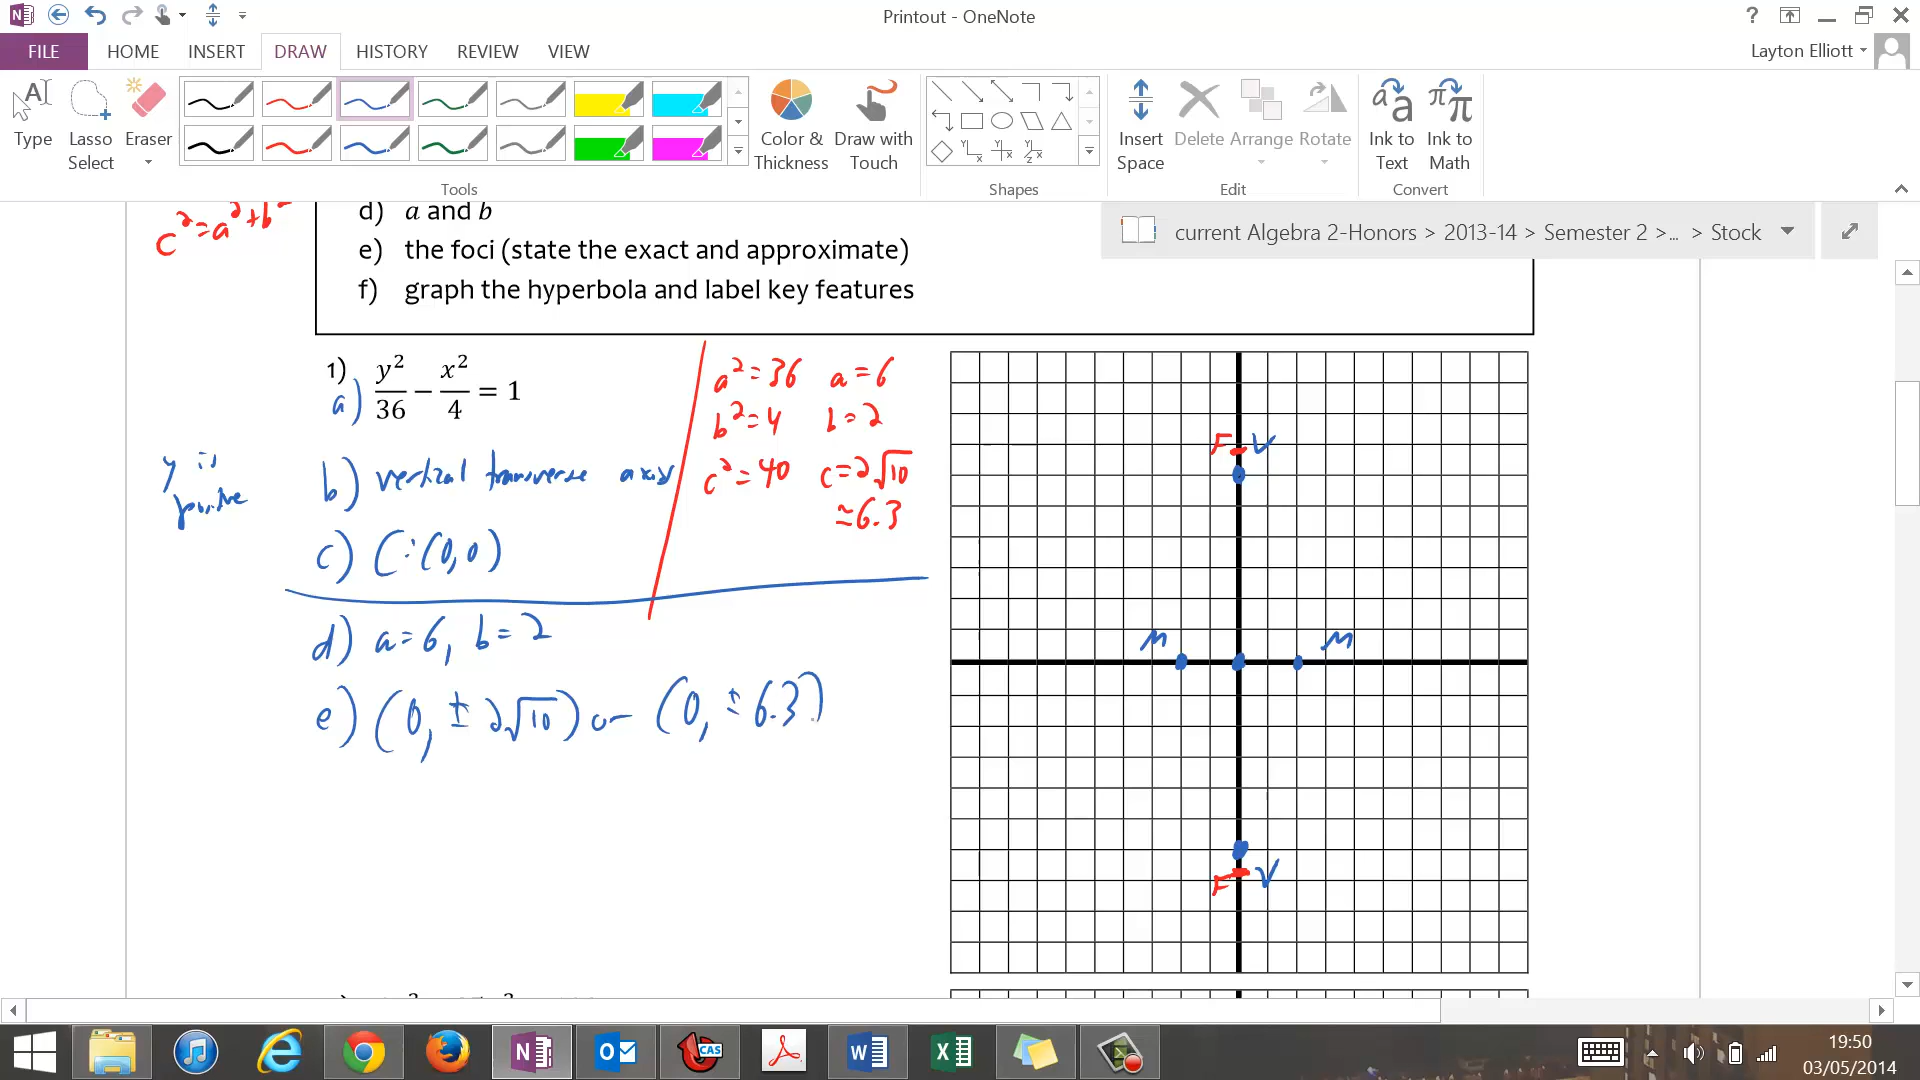 Printout - OneNote
FILE HOME INSERT DRAW HISTORY REVIEW VIEW
Layton Elliott
Type
Lasso Select
Eraser
Color & Thickness
Draw with Touch
Insert Space
Delete
Arrange
Rotate
Ink to Text
Ink to Math
Tools
Shapes
Edit
Convert
current Algebra 2-Honors > 2013-14 > Semester 2 >... > Stock
c²=a²+b²
d) a and b
e) the foci (state the exact and approximate)
f) graph the hyperbola and label key features
1) y²/36 − x²/4 = 1
a)
y is positive
b) vertical transverse axis
c) C:(0,0)
a²=36 a=6
b²=4 b=2
c²=40 c=2√10
≈6.3
d) a=6, b=2
e) (0, ±2√10) or (0, ±6.3)
F V
M M
F V
CAS
19:50
03/05/2014